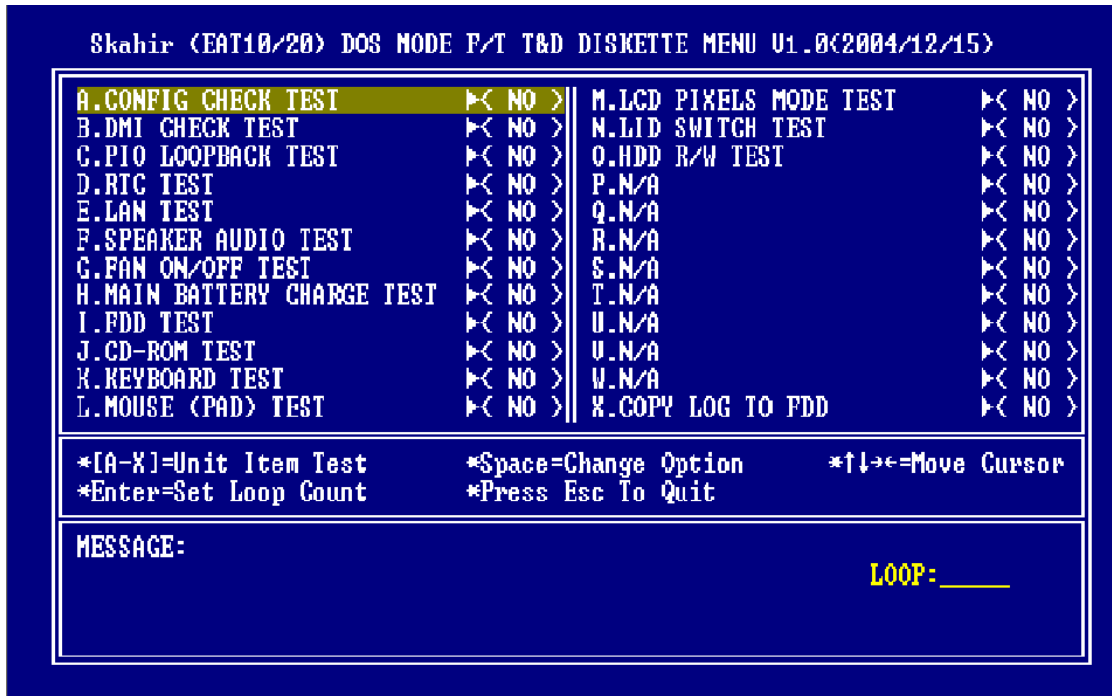 Skahir (EAT10/20) DOS MODE F/T T&D DISKETTE MENU V1.0(2004/12/15)
A.CONFIG CHECK TEST ►< NO >
B.DMI CHECK TEST ►< NO >
C.PIO LOOPBACK TEST ►< NO >
D.RTC TEST ►< NO >
E.LAN TEST ►< NO >
F.SPEAKER AUDIO TEST ►< NO >
G.FAN ON/OFF TEST ►< NO >
H.MAIN BATTERY CHARGE TEST ►< NO >
I.FDD TEST ►< NO >
J.CD-ROM TEST ►< NO >
K.KEYBOARD TEST ►< NO >
L.MOUSE (PAD) TEST ►< NO >
M.LCD PIXELS MODE TEST ►< NO >
N.LID SWITCH TEST ►< NO >
O.HDD R/W TEST ►< NO >
P.N/A ►< NO >
Q.N/A ►< NO >
R.N/A ►< NO >
S.N/A ►< NO >
T.N/A ►< NO >
U.N/A ►< NO >
V.N/A ►< NO >
W.N/A ►< NO >
X.COPY LOG TO FDD ►< NO >
*[A-X]=Unit Item Test *Space=Change Option *↑↓→←=Move Cursor
*Enter=Set Loop Count *Press Esc To Quit
MESSAGE:
LOOP:_____